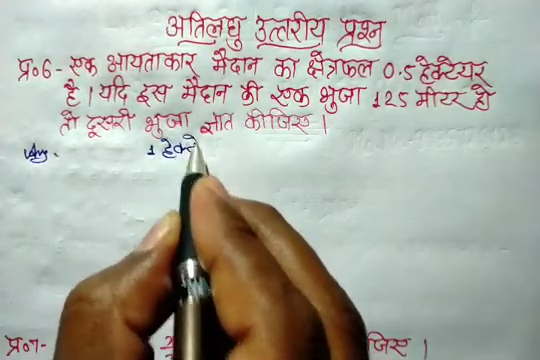 अतिलघु उत्तरीय प्रश्न
प्र०6- एक आयताकार मैदान का क्षेत्रफल 0.5 हेक्टेयर
है। यदि इस मैदान की एक भुजा 125 मीटर हो
तो दूसरी भुजा ज्ञात कीजिए।
Ans. 1 हेक्टे
प्र०7- जिए।